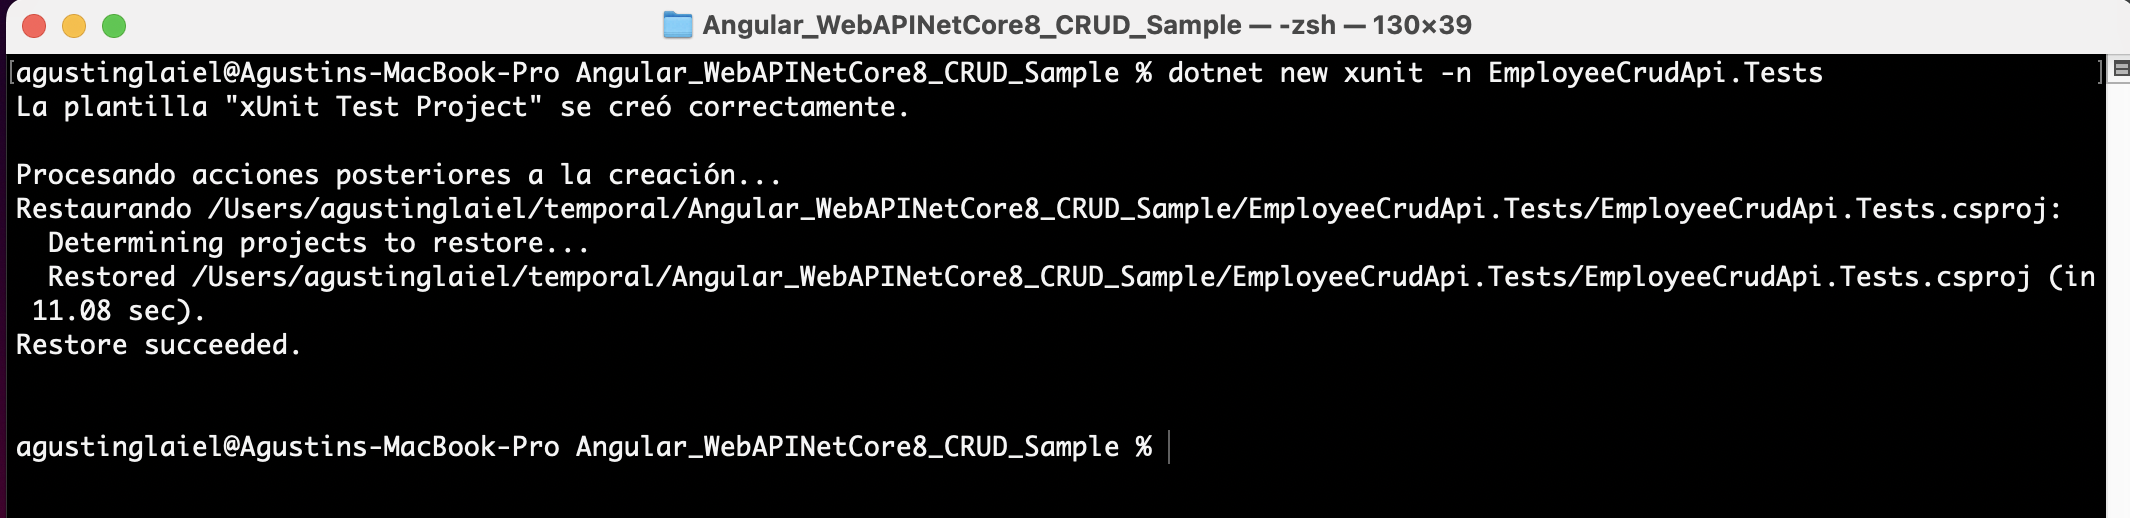 Angular_WebAPINetCore8_CRUD_Sample — -zsh — 130×39
agustinglaiel@Agustins-MacBook-Pro Angular_WebAPINetCore8_CRUD_Sample % dotnet new xunit -n EmployeeCrudApi.Tests
La plantilla "xUnit Test Project" se creó correctamente.
Procesando acciones posteriores a la creación...
Restaurando /Users/agustinglaiel/temporal/Angular_WebAPINetCore8_CRUD_Sample/EmployeeCrudApi.Tests/EmployeeCrudApi.Tests.csproj:
Determining projects to restore...
Restored /Users/agustinglaiel/temporal/Angular_WebAPINetCore8_CRUD_Sample/EmployeeCrudApi.Tests/EmployeeCrudApi.Tests.csproj (in
11.08 sec).
Restore succeeded.
agustinglaiel@Agustins-MacBook-Pro Angular_WebAPINetCore8_CRUD_Sample %